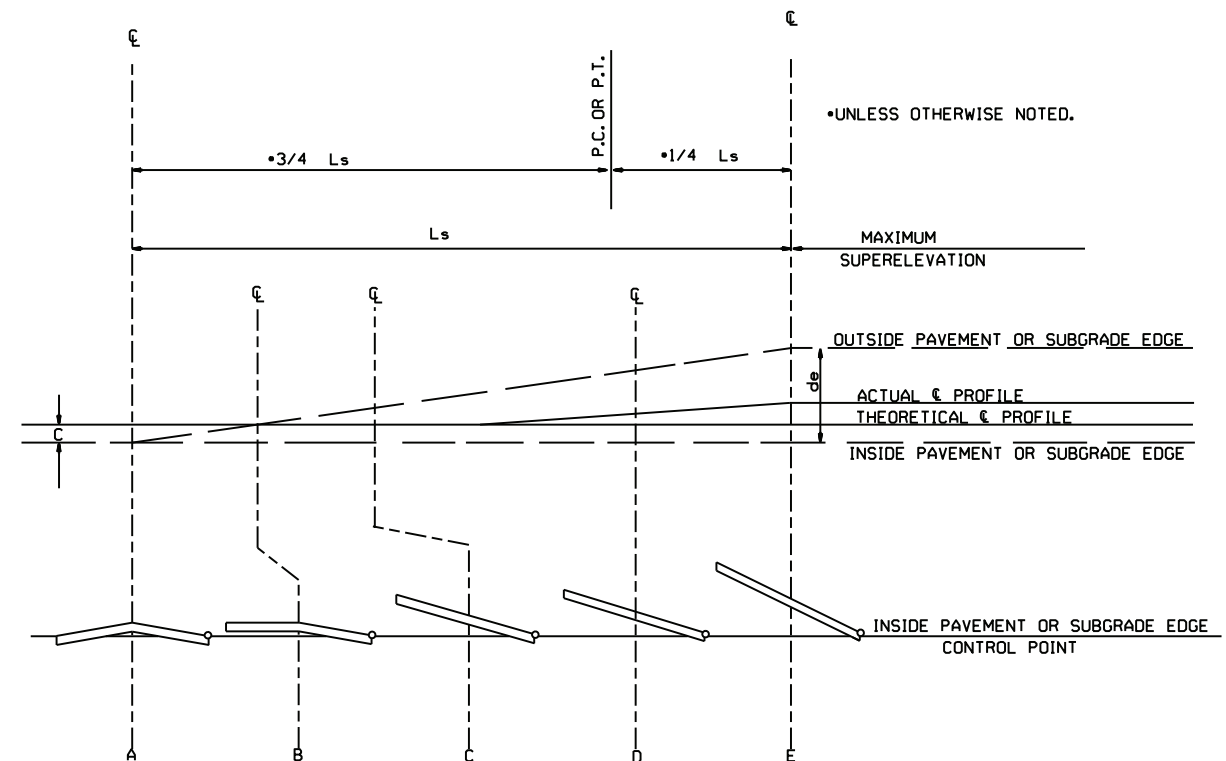 ℄
℄
P.C. OR P.T.
•UNLESS OTHERWISE NOTED.
•3/4 Ls
•1/4 Ls
Ls
MAXIMUM
SUPERELEVATION
℄
℄
℄
OUTSIDE PAVEMENT OR SUBGRADE EDGE
de
ACTUAL ℄ PROFILE
THEORETICAL ℄ PROFILE
C
INSIDE PAVEMENT OR SUBGRADE EDGE
INSIDE PAVEMENT OR SUBGRADE EDGE
CONTROL POINT
A B C D E